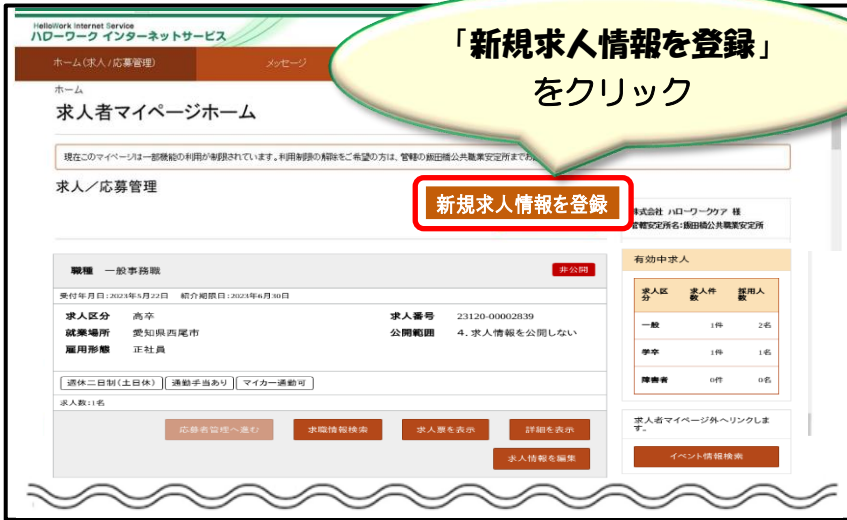 「新規求人情報を登録」
をクリック
HelloWork Internet Service
ハローワーク インターネットサービス
ホーム(求人/応募管理)
メッセージ
ホーム
求人者マイページホーム
現在このマイページは一部機能の利用が制限されています。利用制限の解除をご希望の方は、管轄の飯田橋公共職業安定所まで
求人／応募管理
新規求人情報を登録
株式会社 ハローワークケア 様
管轄安定所名:飯田橋公共職業安定所
職種 一般事務職
非公開
受付年月日:2023年5月22日 紹介期限日:2023年6月30日
求人区分 高卒
求人番号 23120-00002839
就業場所 愛知県西尾市
公開範囲 4．求人情報を公開しない
雇用形態 正社員
週休二日制(土日休) 通勤手当あり マイカー通勤可
求人数:1名
応募者管理へ進む 求職情報検索 求人票を表示 詳細を表示
求人情報を編集
有効中求人
求人区分 求人件数 採用人数
一般 1件 2名
学卒 1件 1名
障害者 0件 0名
求人者マイページ外へリンクしま
す。
イベント情報検索